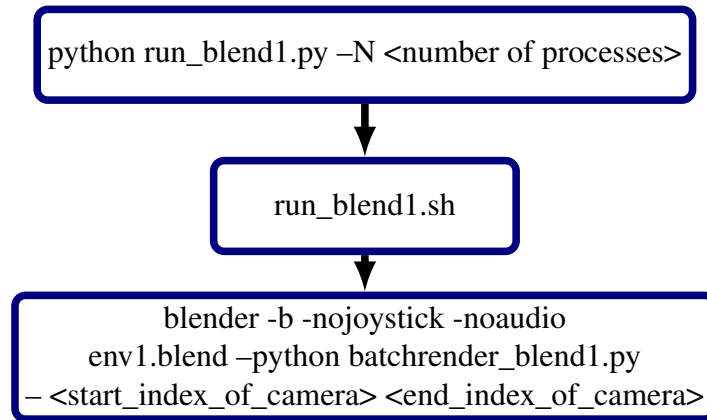 python run_blend1.py –N <number of processes>
run_blend1.sh
blender -b -nojoystick -noaudio
env1.blend –python batchrender_blend1.py
– <start_index_of_camera> <end_index_of_camera>